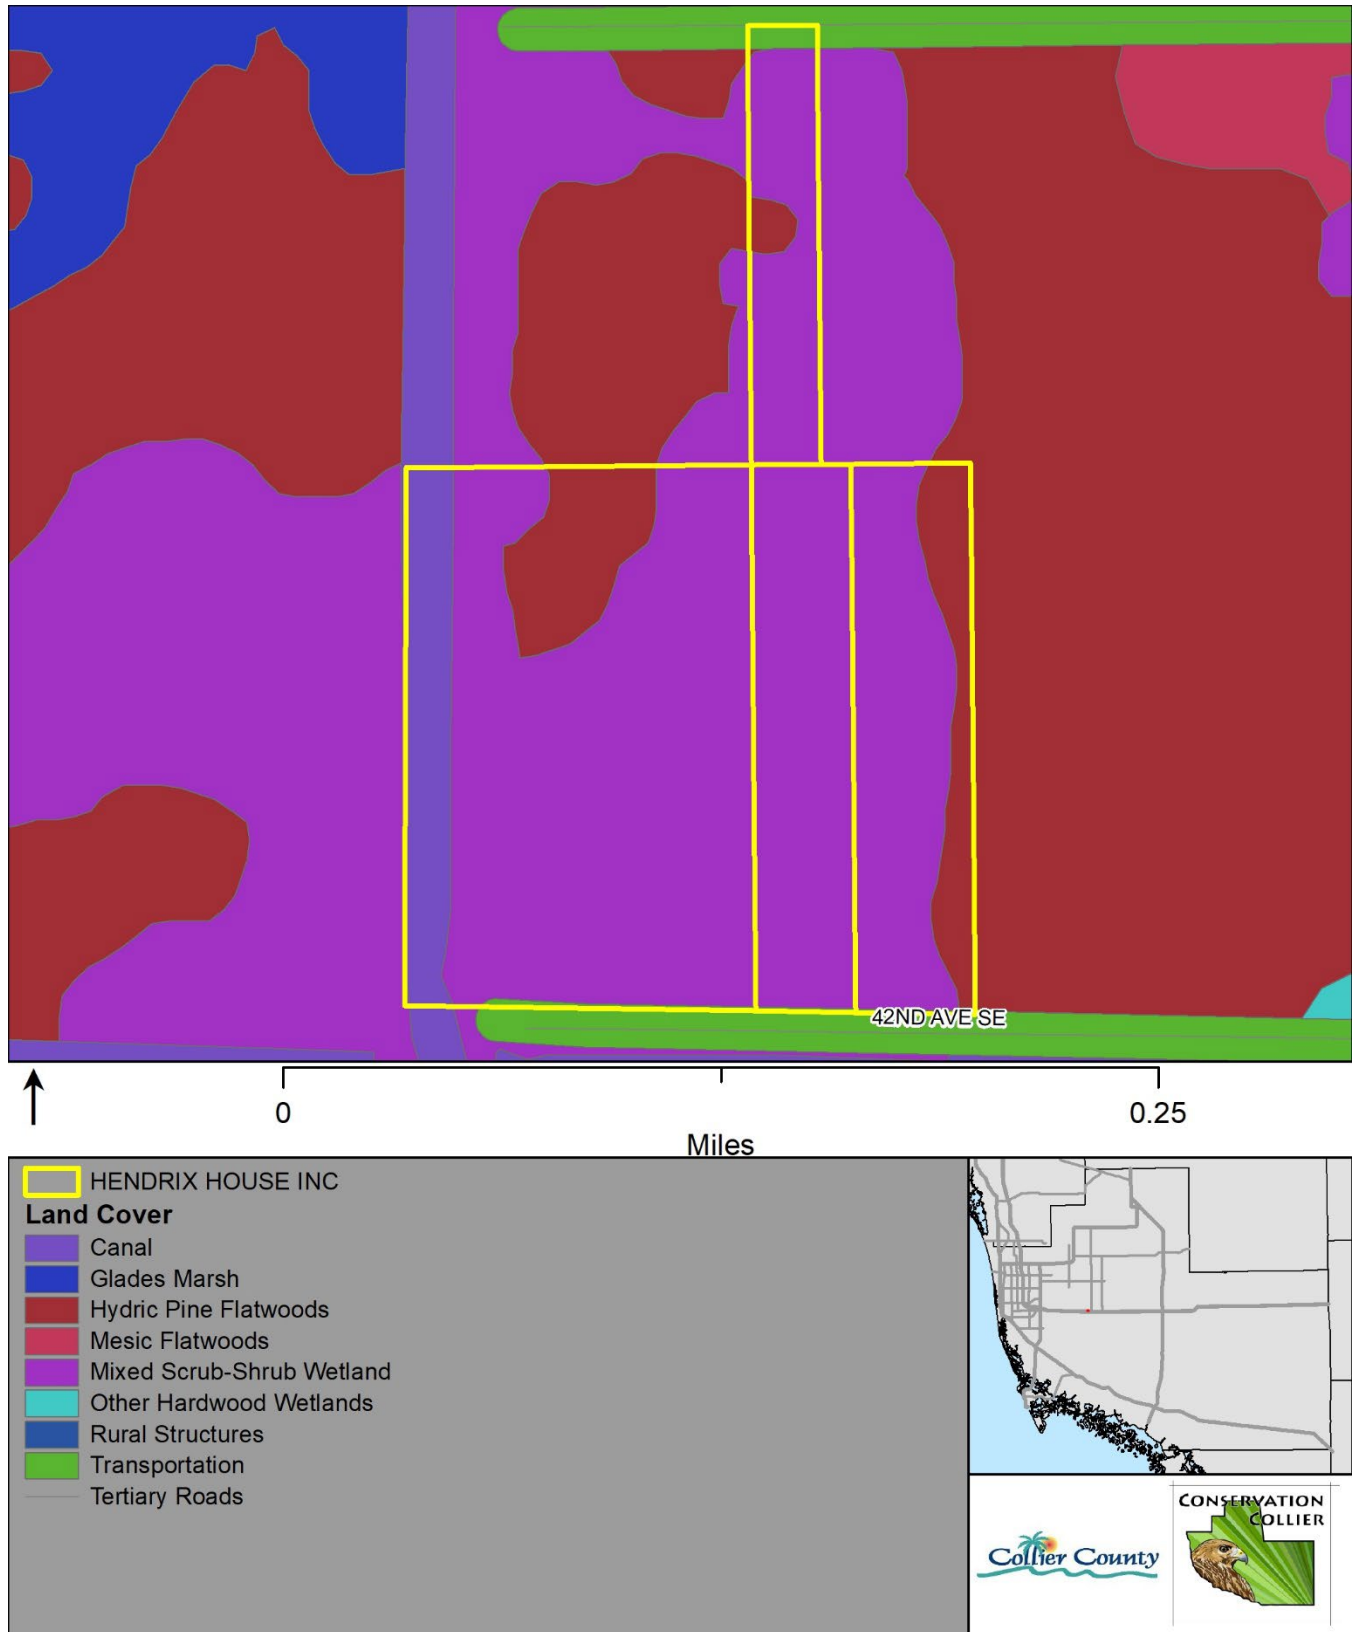 42ND AVE SE
0
0.25
Miles
HENDRIX HOUSE INC
Land Cover
Canal
Glades Marsh
Hydric Pine Flatwoods
Mesic Flatwoods
Mixed Scrub-Shrub Wetland
Other Hardwood Wetlands
Rural Structures
Transportation
Tertiary Roads
Collier County
CONSERVATION
COLLIER